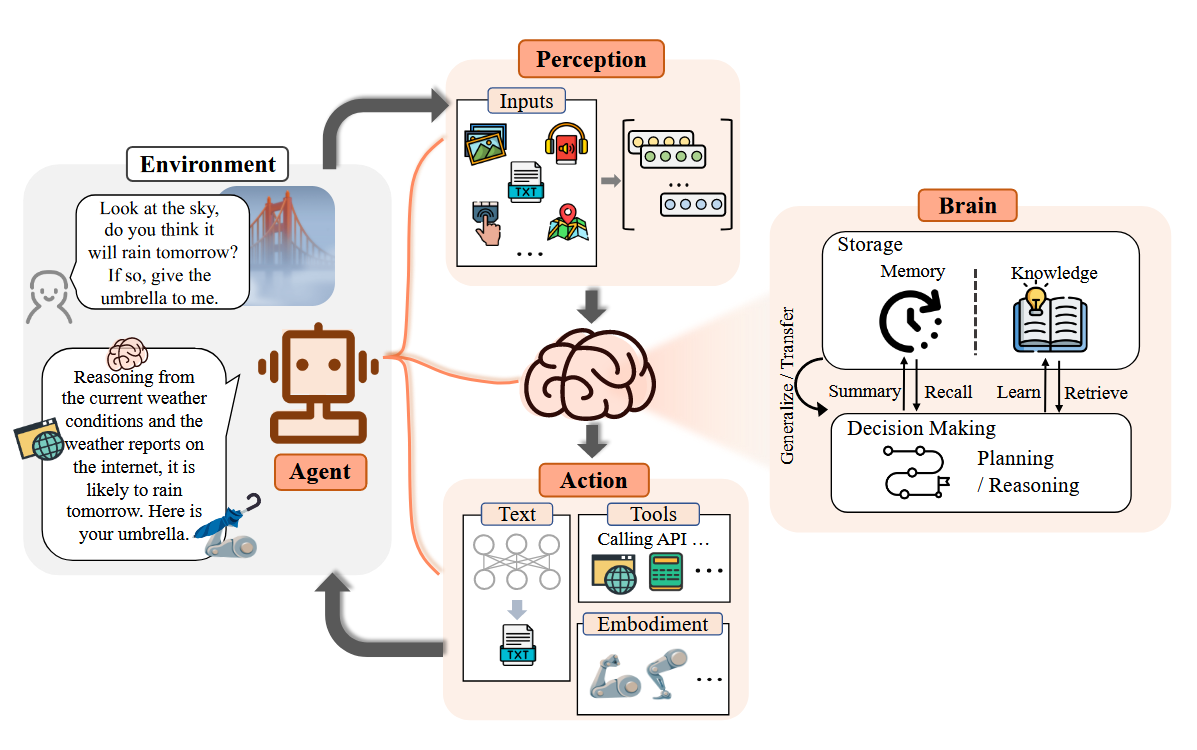 Perception
Inputs
TXT
...
...
Environment
Look at the sky,
do you think it
will rain tomorrow?
If so, give the
umbrella to me.
Reasoning from
the current weather
conditions and the
weather reports on
the internet, it is
likely to rain
tomorrow. Here is
your umbrella.
Agent
Action
Text
TXT
Tools
Calling API ...
...
Embodiment
...
Brain
Storage
Memory
Knowledge
Generalize / Transfer
Summary
Recall
Learn
Retrieve
Decision Making
Planning
/ Reasoning